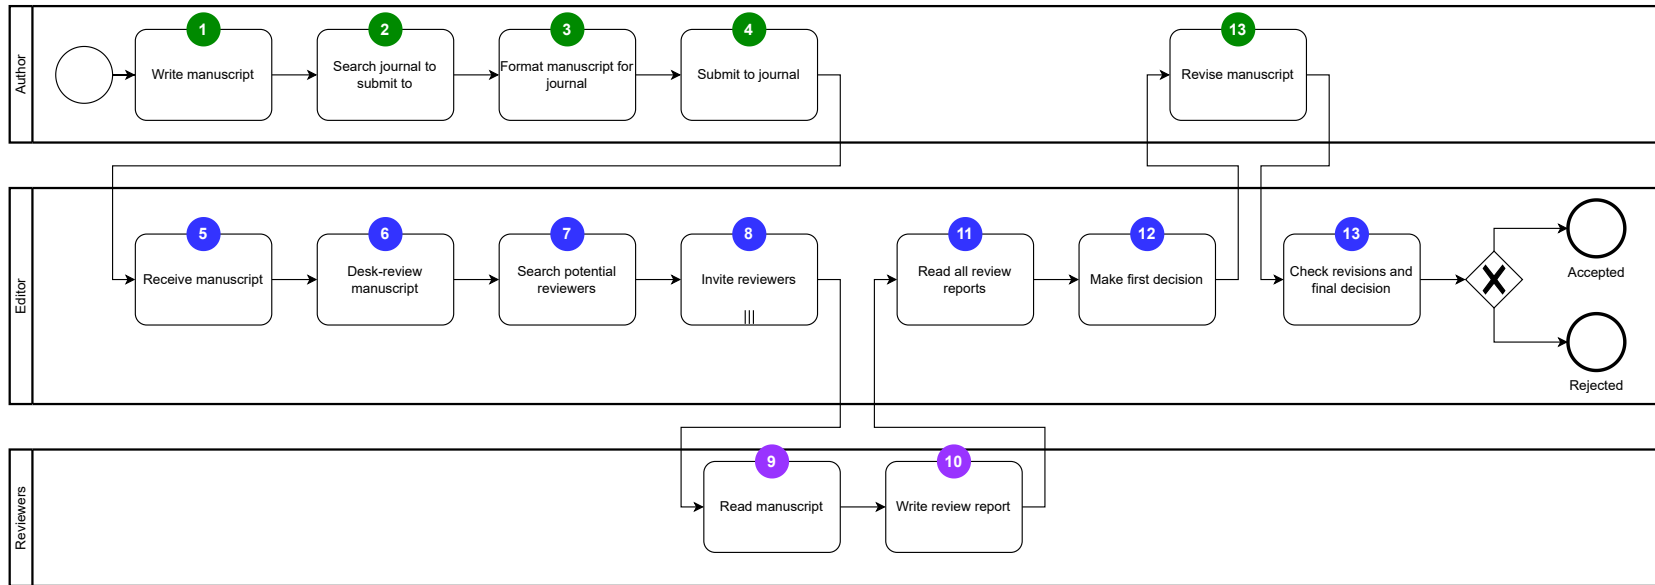 Author
1
Write manuscript
2
Search journal to
submit to
3
Format manuscript for
journal
4
Submit to journal
13
Revise manuscript
Editor
5
Receive manuscript
6
Desk-review
manuscript
7
Search potential
reviewers
8
Invite reviewers
11
Read all review
reports
12
Make first decision
13
Check revisions and
final decision
Accepted
Rejected
Reviewers
9
Read manuscript
10
Write review report